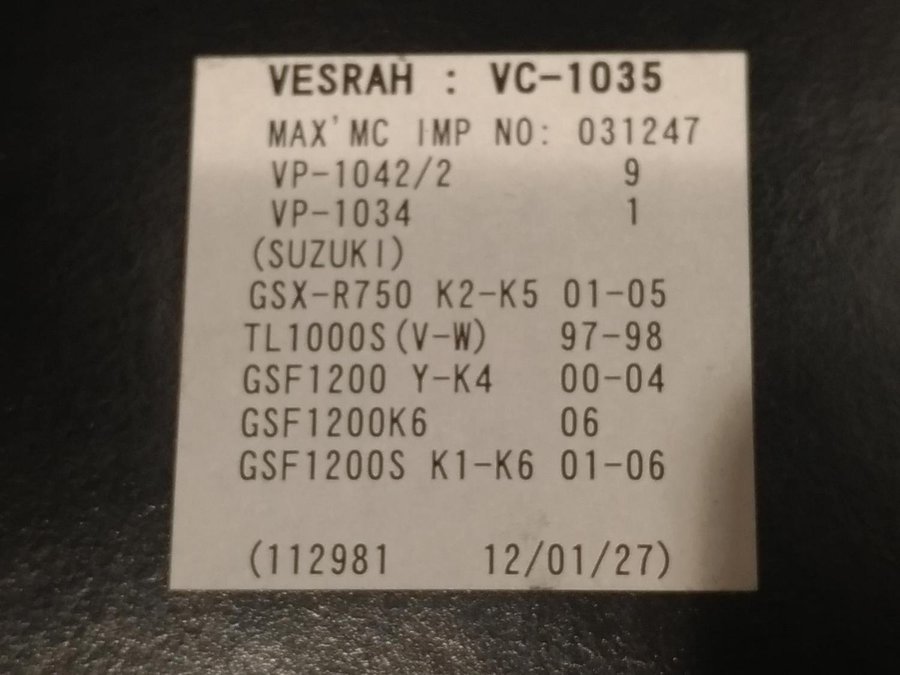 VESRAH : VC-1035
MAX'MC IMP NO: 031247
VP-1042/2 9
VP-1034 1
(SUZUKI)
GSX-R750 K2-K5 01-05
TL1000S(V-W) 97-98
GSF1200 Y-K4 00-04
GSF1200K6 06
GSF1200S K1-K6 01-06
(112981 12/01/27)